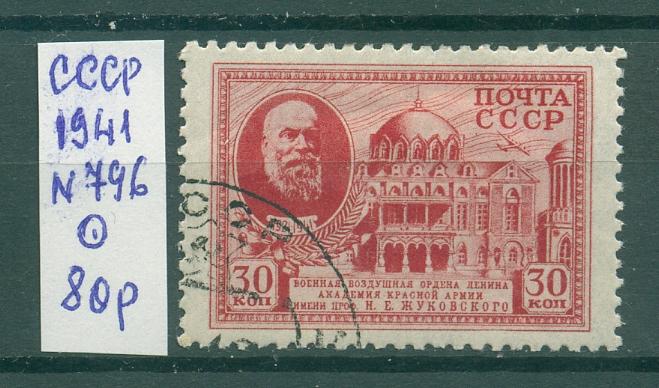 СССР
1941
N 796
О
80р
ПОЧТА
СССР
30
КОП
ВОЕННАЯ ВОЗДУШНАЯ ОРДЕНА ЛЕНИНА
АКАДЕМИЯ КРАСНОЙ АРМИИ
ИМЕНИ ПРОФ. Н. Е. ЖУКОВСКОГО
30
КОП